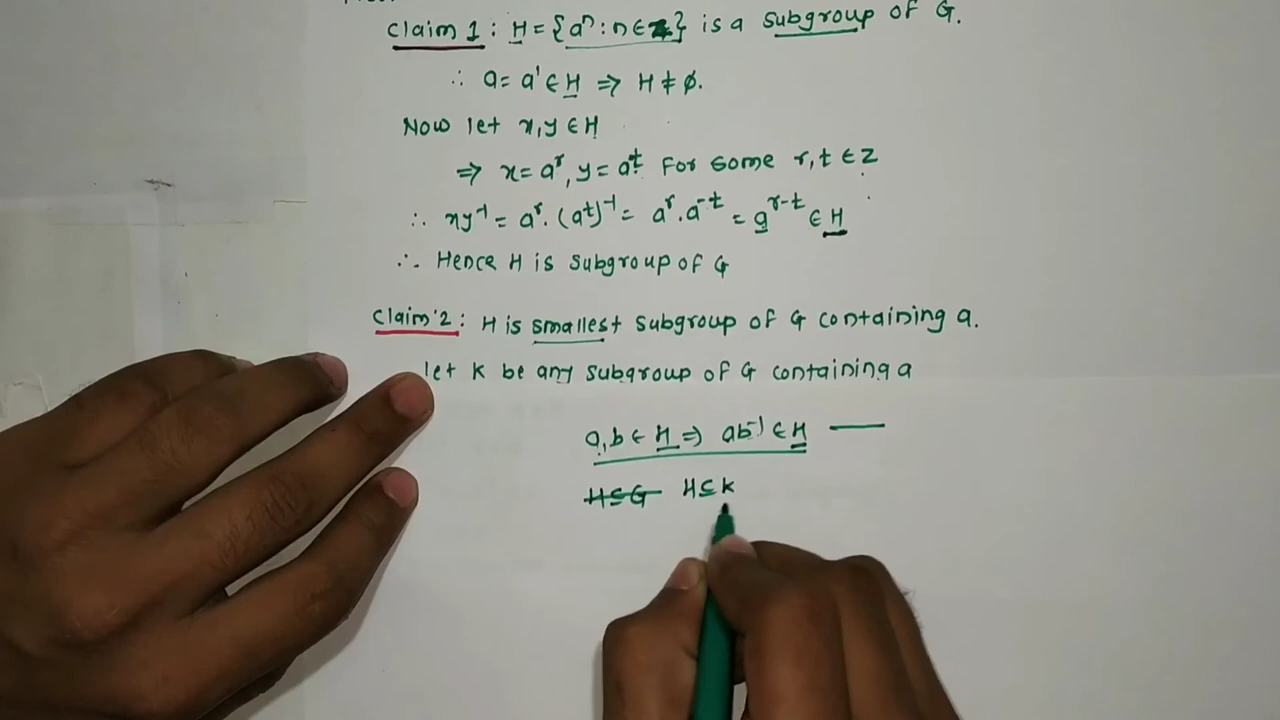 Claim 1 : H = {aⁿ : n ∈ Z} is a subgroup of G.
∴ a = a¹ ∈ H ⇒ H ≠ ϕ.
Now let x, y ∈ H
⇒ x = aʳ, y = aᵗ For some r, t ∈ Z
∴ xy⁻¹ = aʳ. (aᵗ)⁻¹ = aʳ. a⁻ᵗ = aʳ⁻ᵗ ∈ H
∴ Hence H is subgroup of G
Claim 2 : H is smallest subgroup of G containing a.
let K be any subgroup of G containing a
a, b ∈ H ⇒ ab⁻¹ ∈ H —
H ⊆ G H ⊆ K